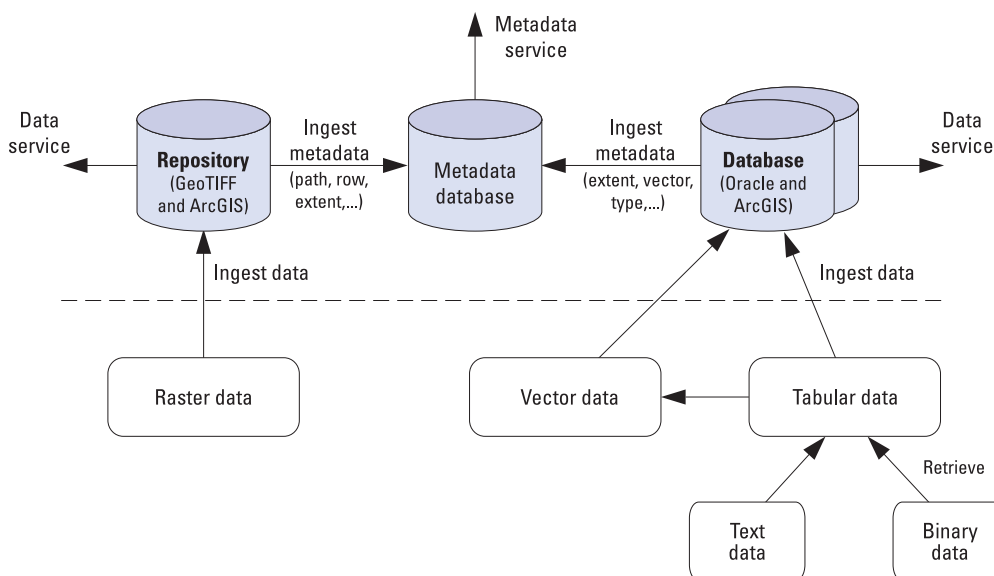 Metadata
service
Data
service
Repository
(GeoTIFF
and ArcGIS)
Ingest
metadata
(path, row,
extent,...)
Metadata
database
Ingest
metadata
(extent, vector,
type,...)
Database
(Oracle and
ArcGIS)
Data
service
Ingest data
Ingest data
Raster data
Vector data
Tabular data
Retrieve
Text
data
Binary
data